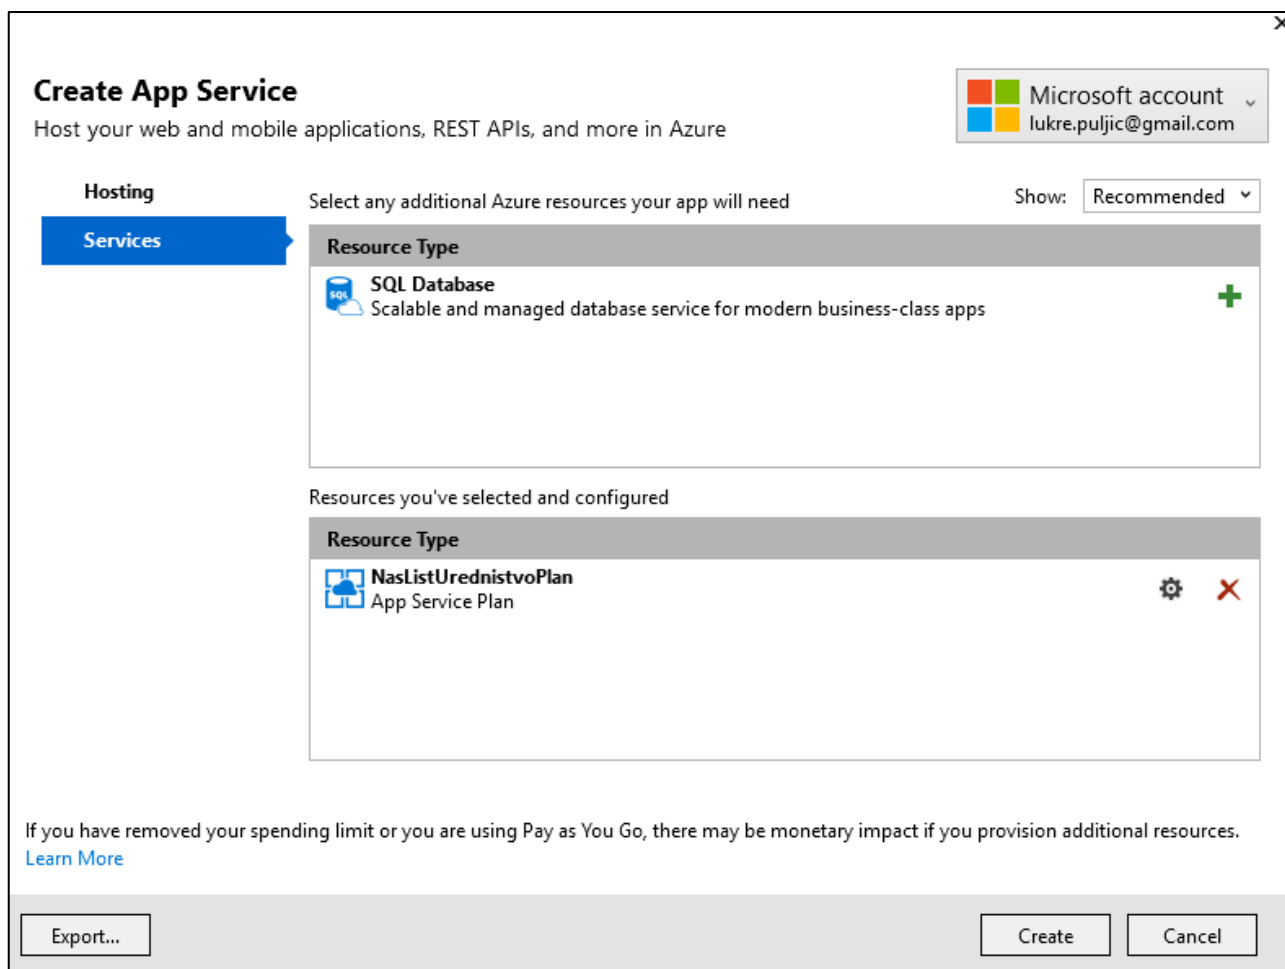 Create App Service
Host your web and mobile applications, REST APIs, and more in Azure
Microsoft account
lukre.puljic@gmail.com
Hosting
Services
Select any additional Azure resources your app will need
Show: Recommended
Resource Type
SQL
SQL Database
Scalable and managed database service for modern business-class apps
Resources you've selected and configured
Resource Type
NasListUrednistvoPlan
App Service Plan
If you have removed your spending limit or you are using Pay as You Go, there may be monetary impact if you provision additional resources.
Learn More
Export...
Create
Cancel